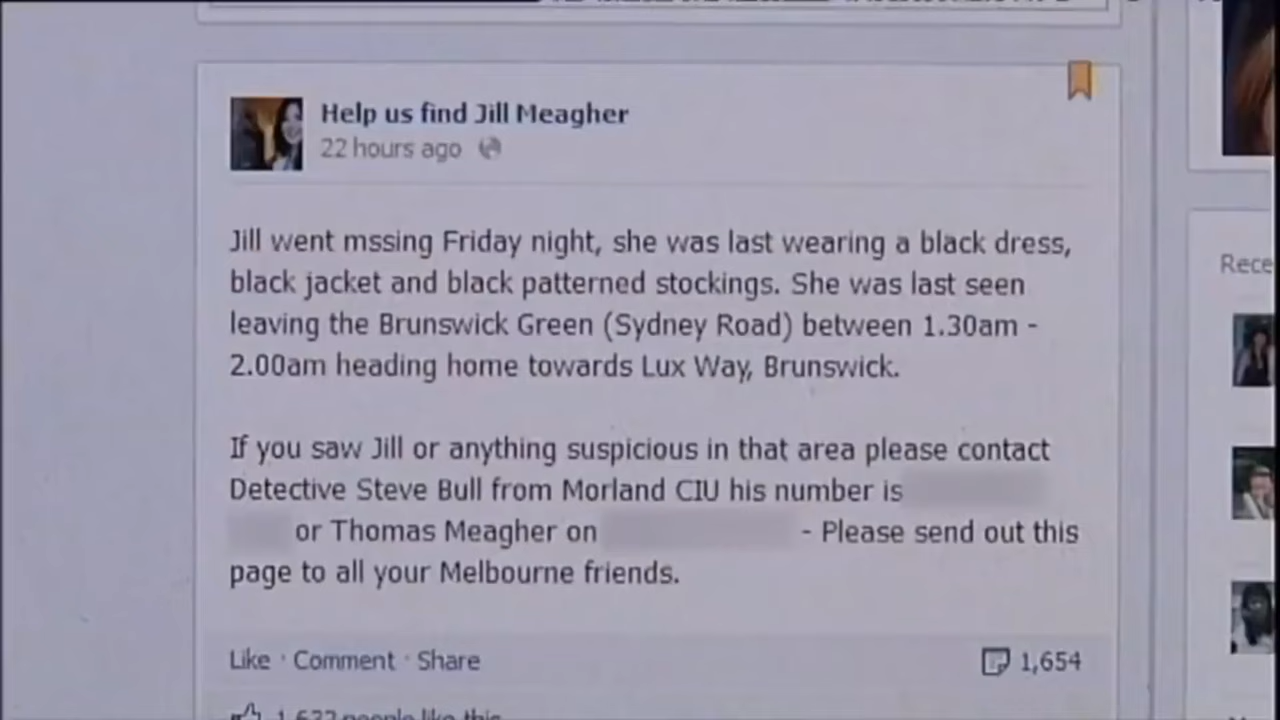 Help us find Jill Meagher
22 hours ago
Jill went mssing Friday night, she was last wearing a black dress,
black jacket and black patterned stockings. She was last seen
leaving the Brunswick Green (Sydney Road) between 1.30am -
2.00am heading home towards Lux Way, Brunswick.
If you saw Jill or anything suspicious in that area please contact
Detective Steve Bull from Morland CIU his number is
or Thomas Meagher on - Please send out this
page to all your Melbourne friends.
Like · Comment · Share
1,654
people like this
Rece